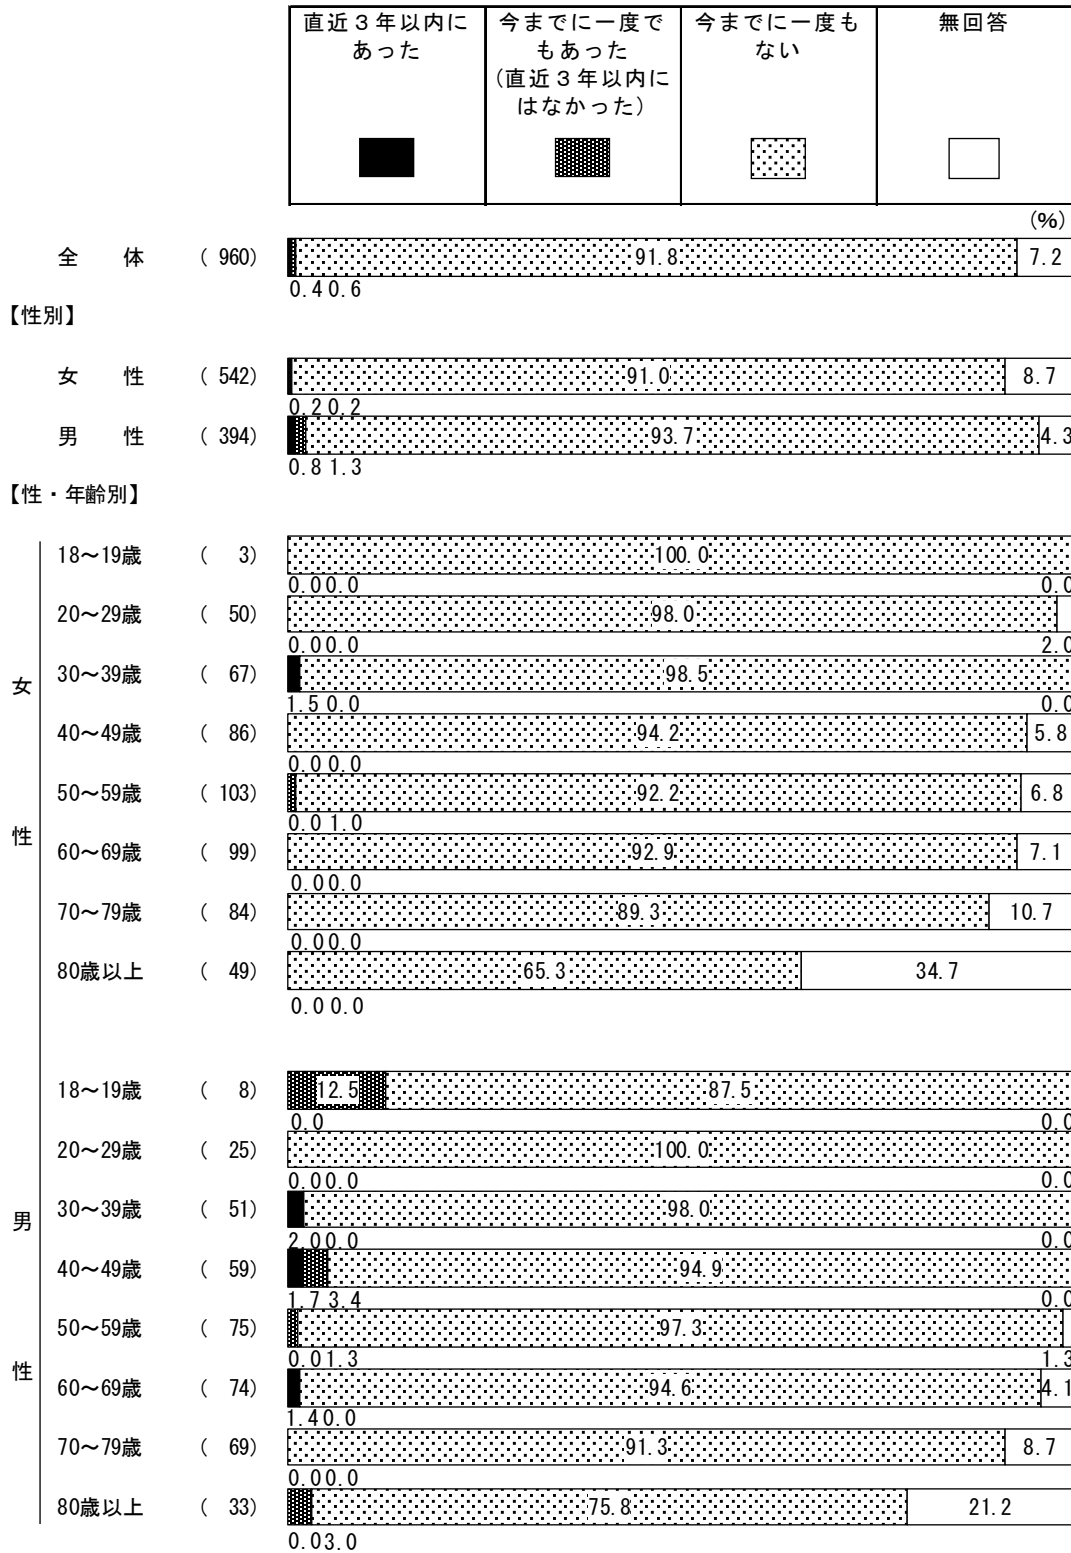 直近３年以内に
あった
今までに一度で
もあった
(直近３年以内に
はなかった)
今までに一度も
ない
無回答
(%)
全　体 ( 960) 91.8 7.2
0.4 0.6
【性別】
女　性 ( 542) 91.0 8.7
0.2 0.2
男　性 ( 394) 93.7 4.3
0.8 1.3
【性・年齢別】
女性
18～19歳 ( 3) 100.0
0.0 0.0 0.0
20～29歳 ( 50) 98.0
0.0 0.0 2.0
30～39歳 ( 67) 98.5
1.5 0.0 0.0
40～49歳 ( 86) 94.2 5.8
0.0 0.0
50～59歳 ( 103) 92.2 6.8
0.0 1.0
60～69歳 ( 99) 92.9 7.1
0.0 0.0
70～79歳 ( 84) 89.3 10.7
0.0 0.0
80歳以上 ( 49) 65.3 34.7
0.0 0.0
男性
18～19歳 ( 8) 12.5 87.5
0.0 0.0
20～29歳 ( 25) 100.0
0.0 0.0 0.0
30～39歳 ( 51) 98.0
2.0 0.0 0.0
40～49歳 ( 59) 94.9
1.7 3.4 0.0
50～59歳 ( 75) 97.3
0.0 1.3 1.3
60～69歳 ( 74) 94.6 4.1
1.4 0.0
70～79歳 ( 69) 91.3 8.7
0.0 0.0
80歳以上 ( 33) 75.8 21.2
0.0 3.0